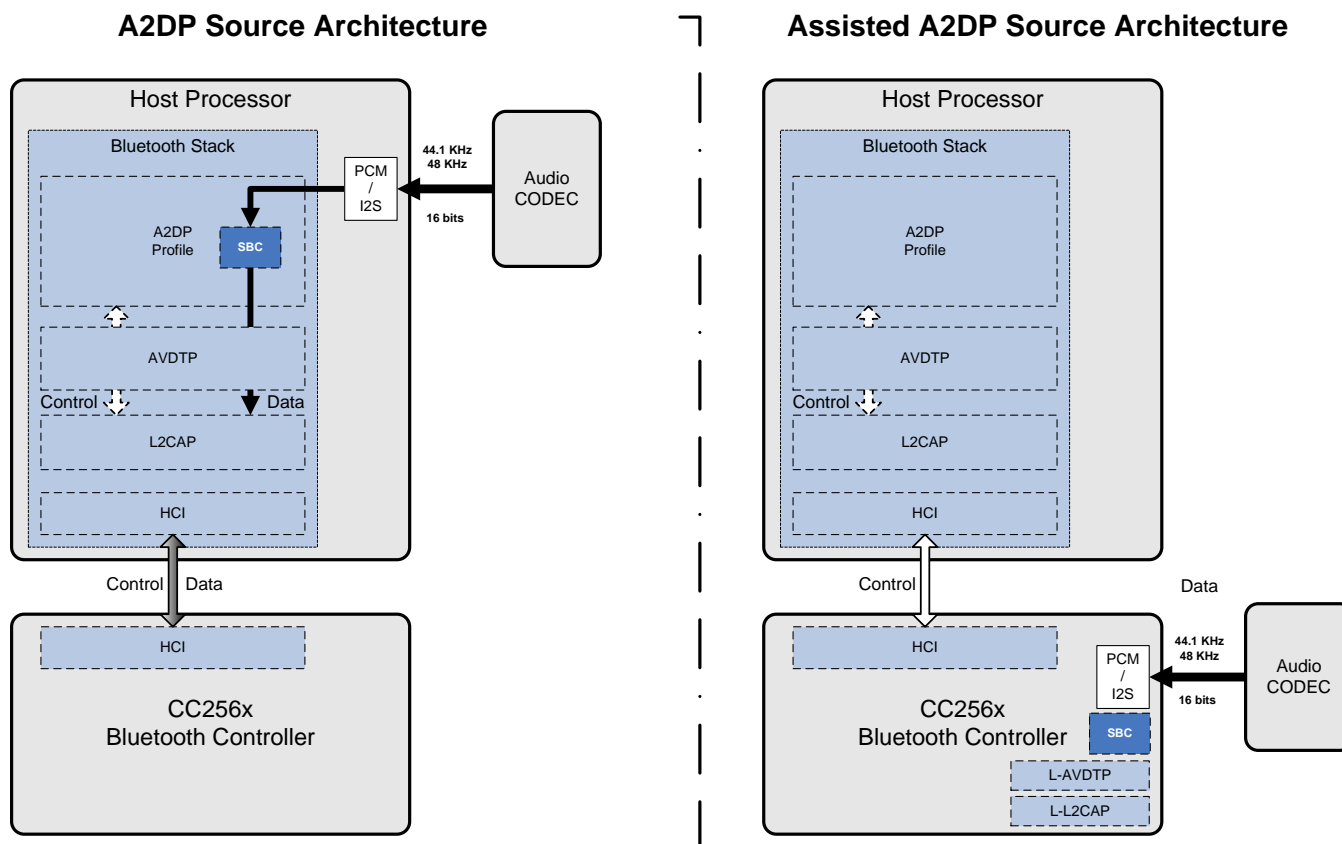 A2DP Source Architecture
Host Processor
Bluetooth Stack
A2DP
Profile
SBC
PCM
/
I2S
44.1 KHz
48 KHz
16 bits
Audio
CODEC
AVDTP
Control
Data
L2CAP
HCI
Control
Data
HCI
CC256x
Bluetooth Controller
Assisted A2DP Source Architecture
Host Processor
Bluetooth Stack
A2DP
Profile
AVDTP
Control
L2CAP
HCI
Control
Data
HCI
PCM
/
I2S
44.1 KHz
48 KHz
16 bits
Audio
CODEC
CC256x
Bluetooth Controller
SBC
L-AVDTP
L-L2CAP